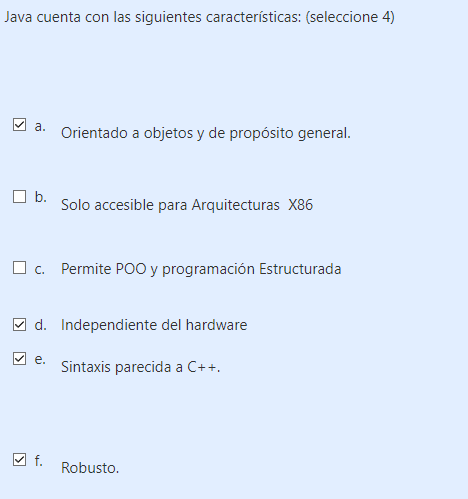 Java cuenta con las siguientes características: (seleccione 4)
a. Orientado a objetos y de propósito general.
b. Solo accesible para Arquitecturas X86
c. Permite POO y programación Estructurada
d. Independiente del hardware
e. Sintaxis parecida a C++.
f. Robusto.